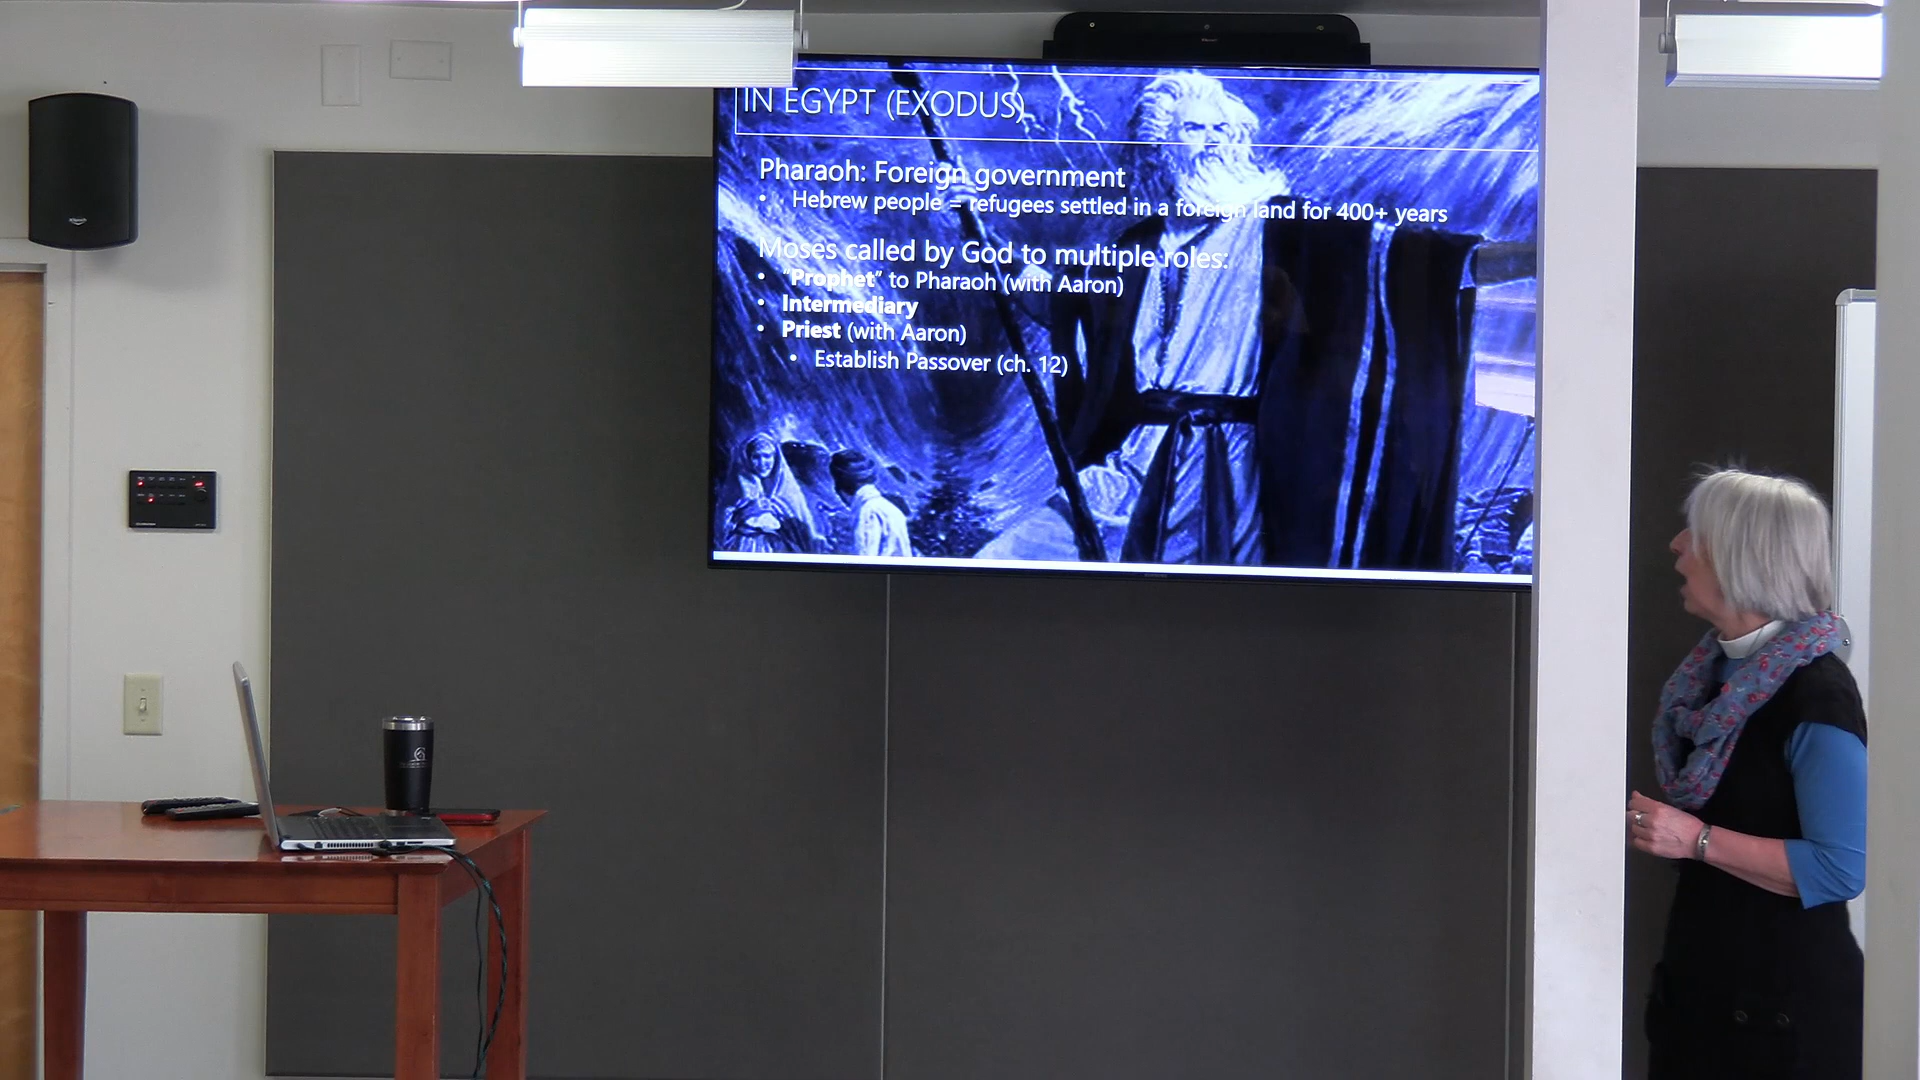 IN EGYPT (EXODUS)
Pharaoh: Foreign government
• Hebrew people = refugees settled in a foreign land for 400+ years
Moses called by God to multiple roles:
• “Prophet” to Pharaoh (with Aaron)
• Intermediary
• Priest (with Aaron)
• Establish Passover (ch. 12)